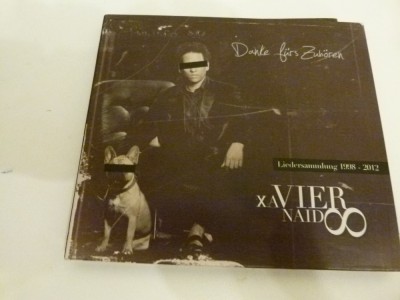 Danke fürs Zuhören
Liedersammlung 1998 - 2012
XAVIER
NAIDOO